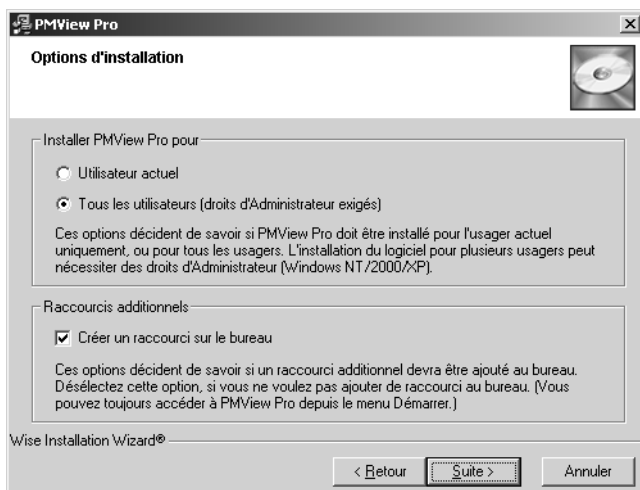 PMView Pro
Options d'installation
Installer PMView Pro pour
Utilisateur actuel
Tous les utilisateurs (droits d'Administrateur exigés)
Ces options décident de savoir si PMView Pro doit être installé pour l'usager actuel
uniquement, ou pour tous les usagers. L'installation du logiciel pour plusieurs usagers peut
nécessiter des droits d'Administrateur (Windows NT/2000/XP).
Raccourcis additionnels
Créer un raccourci sur le bureau
Ces options décident de savoir si un raccourci additionnel devra être ajouté au bureau.
Désélectez cette option, si vous ne voulez pas ajouter de raccourci au bureau. (Vous
pouvez toujours accéder à PMView Pro depuis le menu Démarrer.)
Wise Installation Wizard®
< Retour
Suite >
Annuler